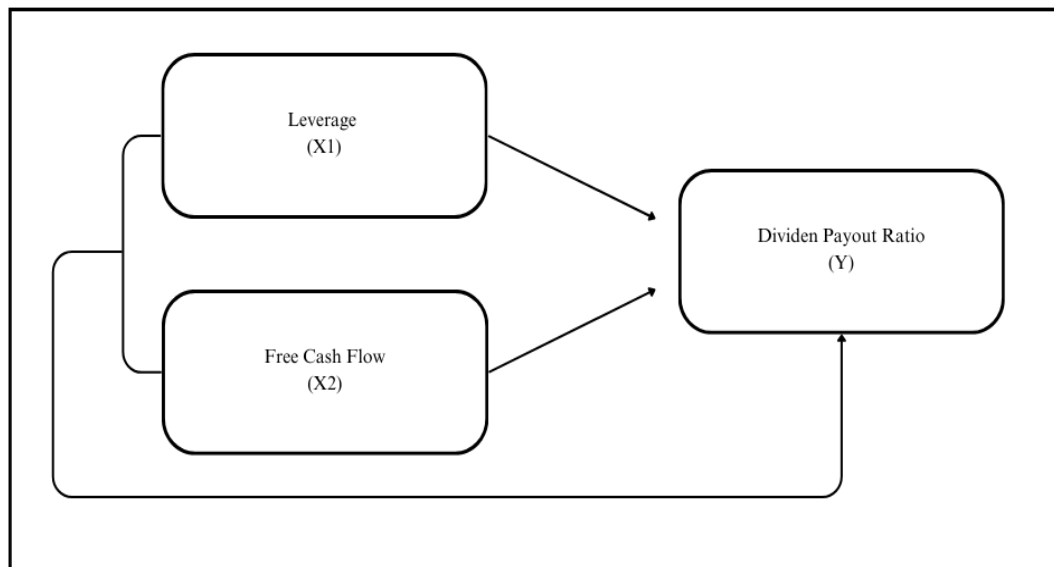 Leverage
(X1)
Dividen Payout Ratio
(Y)
Free Cash Flow
(X2)